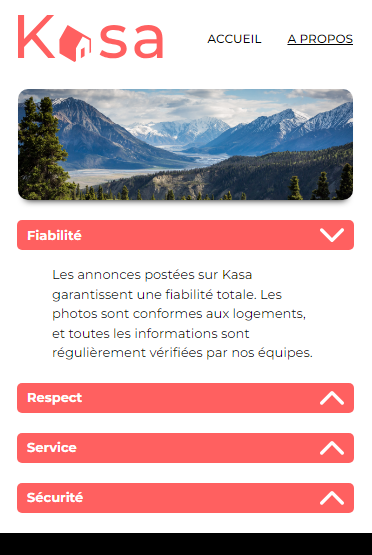 Kasa
ACCUEIL
A PROPOS
Fiabilité
Les annonces postées sur Kasa
garantissent une fiabilité totale. Les
photos sont conformes aux logements,
et toutes les informations sont
régulièrement vérifiées par nos équipes.
Respect
Service
Sécurité